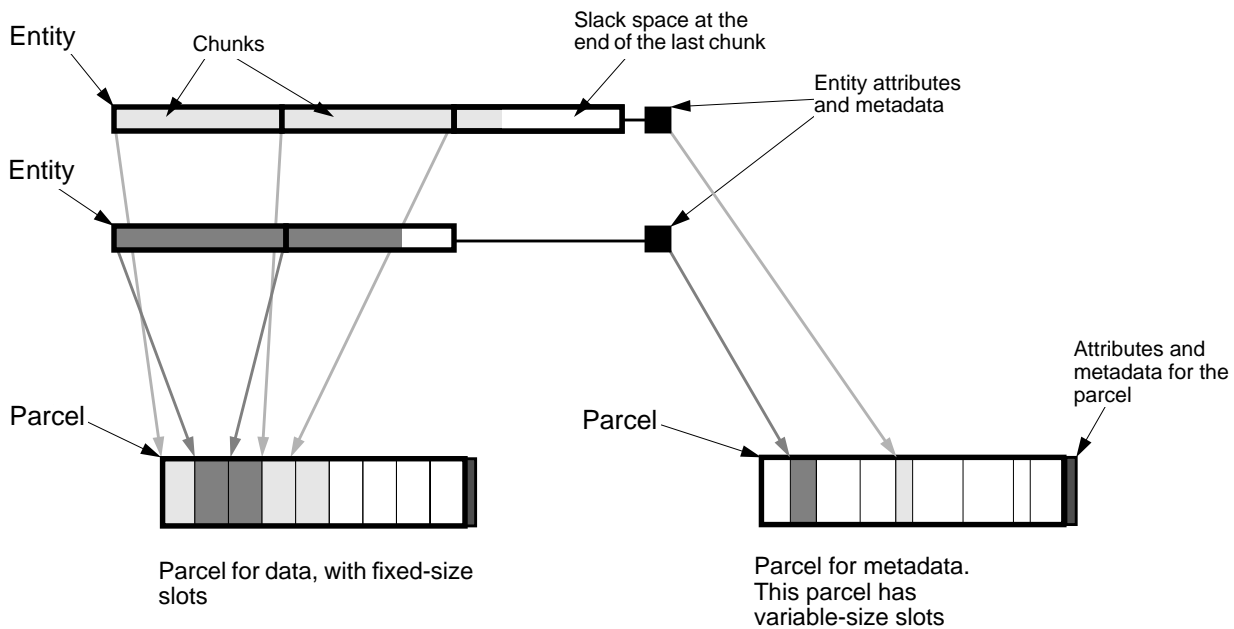 Slack space at the
end of the last chunk
Entity
Chunks
Entity attributes
and metadata
Entity
Attributes and
metadata for the
parcel
Parcel
Parcel
Parcel for data, with fixed-size
slots
Parcel for metadata.
This parcel has
variable-size slots